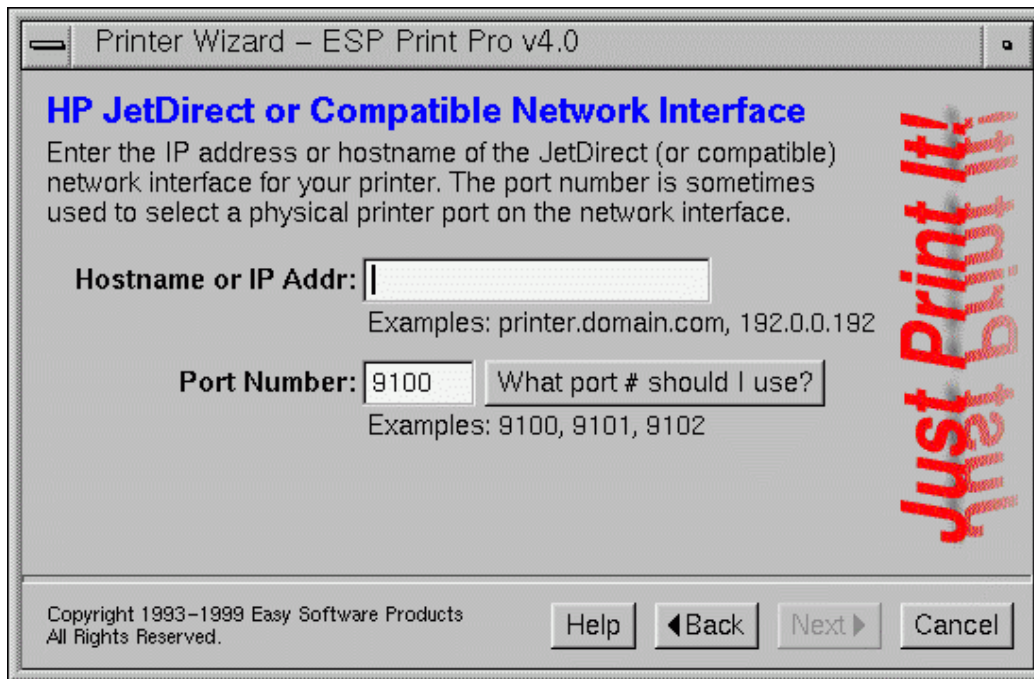 Printer Wizard – ESP Print Pro v4.0
HP JetDirect or Compatible Network Interface
Enter the IP address or hostname of the JetDirect (or compatible)
network interface for your printer. The port number is sometimes
used to select a physical printer port on the network interface.
Hostname or IP Addr:
Examples: printer.domain.com, 192.0.0.192
Port Number: 9100 What port # should I use?
Examples: 9100, 9101, 9102
Just Print It!
Copyright 1993–1999 Easy Software Products
All Rights Reserved.
Help Back Next Cancel